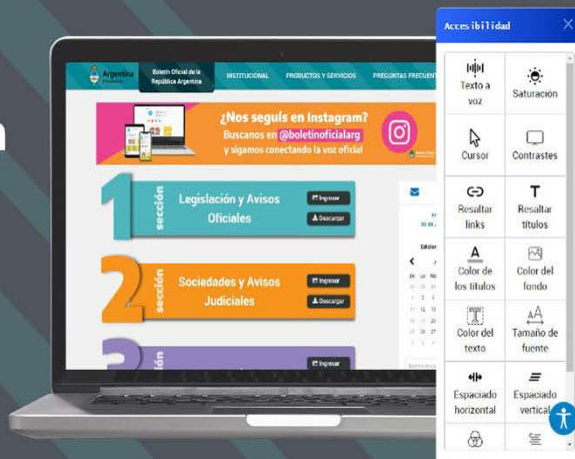 Accesibilidad
Argentina
Boletín Oficial de la
República Argentina
INSTITUCIONAL
PRODUCTOS Y SERVICIOS
PREGUNTAS FRECUENT
¿Nos seguís en Instagram?
Buscanos en @boletinoficialarg
y sigamos conectando la voz oficial
1
sección
Legislación y Avisos
Oficiales
Ingresar
Descargar
2
sección
Sociedades y Avisos
Judiciales
Ingresar
Descargar
3
Ingresar
Texto a
voz
Saturación
Cursor
Contrastes
Resaltar
links
Resaltar
títulos
Color de
los títulos
Color del
fondo
Color del
texto
Tamaño de
fuente
Espaciado
horizontal
Espaciado
vertical